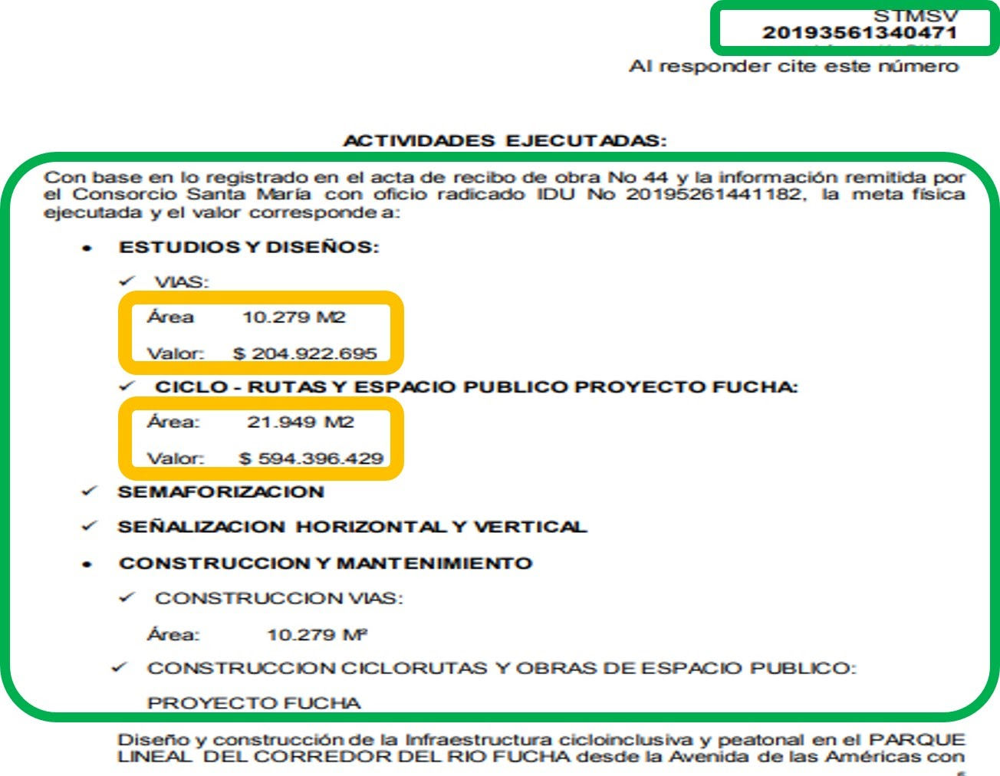 STMSV
20193561340471
Al responder cite este número
ACTIVIDADES EJECUTADAS:
Con base en lo registrado en el acta de recibo de obra No 44 y la información remitida por
el Consorcio Santa María con oficio radicado IDU No 20195261441182, la meta física
ejecutada y el valor corresponde a:
• ESTUDIOS Y DISEÑOS:
✓ VIAS:
Área 10.279 M2
Valor: $ 204.922.695
✓ CICLO - RUTAS Y ESPACIO PUBLICO PROYECTO FUCHA:
Área: 21.949 M2
Valor: $ 594.396.429
✓ SEMAFORIZACION
✓ SEÑALIZACION HORIZONTAL Y VERTICAL
• CONSTRUCCION Y MANTENIMIENTO
✓ CONSTRUCCION VIAS:
Área: 10.279 M²
✓ CONSTRUCCION CICLORUTAS Y OBRAS DE ESPACIO PUBLICO:
PROYECTO FUCHA
Diseño y construcción de la Infraestructura cicloinclusiva y peatonal en el PARQUE
LINEAL DEL CORREDOR DEL RIO FUCHA desde la Avenida de las Américas con